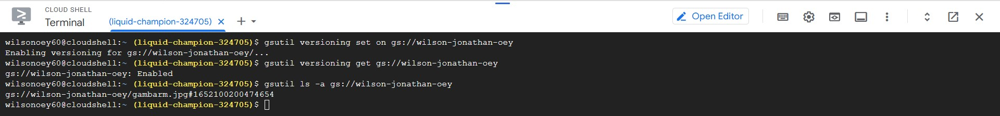 CLOUD SHELL
Terminal
(liquid-champion-324705)
Open Editor
wilsonoey60@cloudshell:~ (liquid-champion-324705)$ gsutil versioning set on gs://wilson-jonathan-oey
Enabling versioning for gs://wilson-jonathan-oey/...
wilsonoey60@cloudshell:~ (liquid-champion-324705)$ gsutil versioning get gs://wilson-jonathan-oey
gs://wilson-jonathan-oey: Enabled
wilsonoey60@cloudshell:~ (liquid-champion-324705)$ gsutil ls -a gs://wilson-jonathan-oey
gs://wilson-jonathan-oey/gambarm.jpg#1652100200474654
wilsonoey60@cloudshell:~ (liquid-champion-324705)$